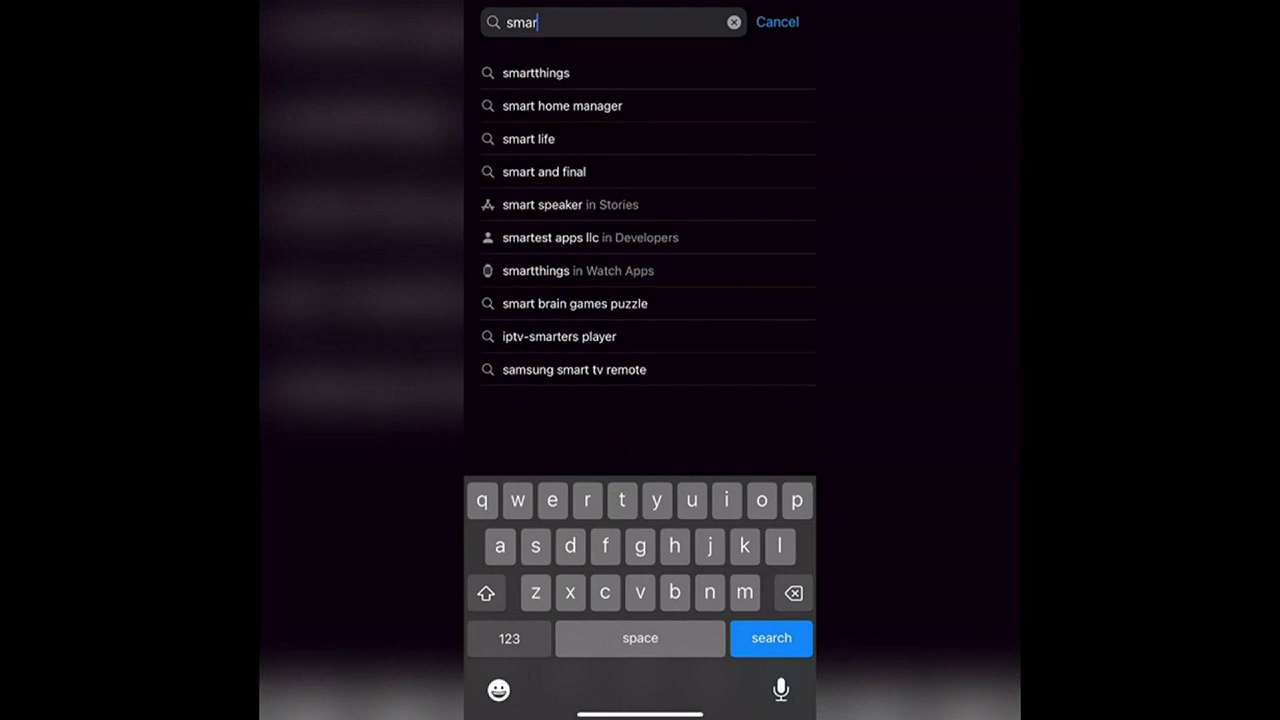 smar
Cancel
smartthings
smart home manager
smart life
smart and final
smart speaker in Stories
smartest apps llc in Developers
smartthings in Watch Apps
smart brain games puzzle
iptv-smarters player
samsung smart tv remote
q w e r t y u i o p
a s d f g h j k l
z x c v b n m
123 space search